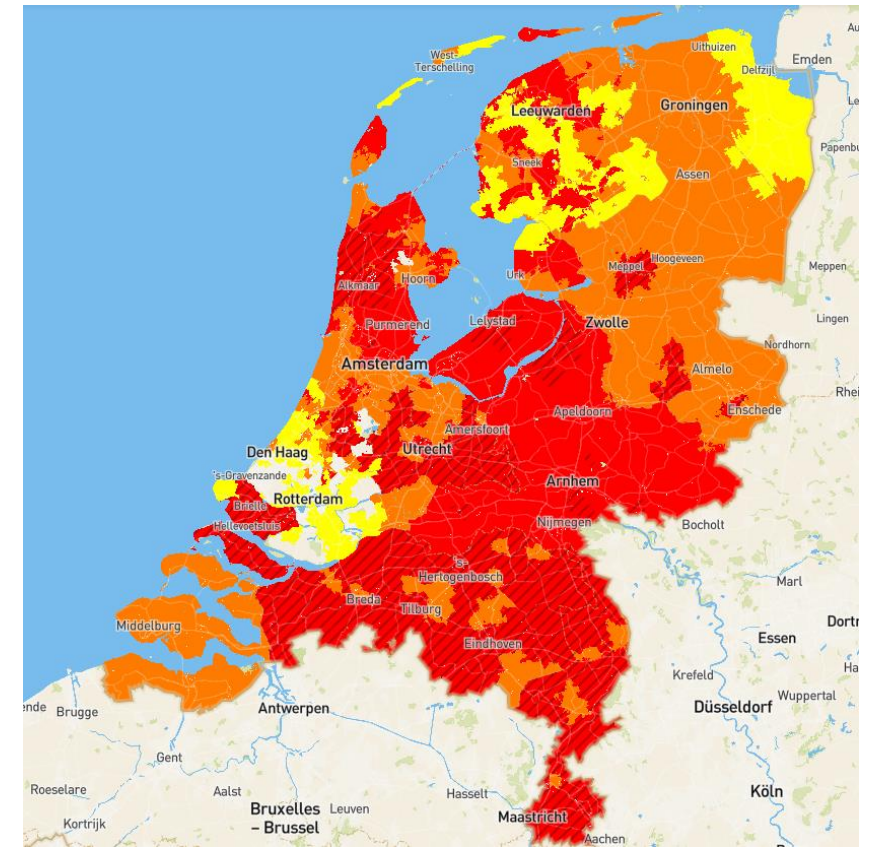 Au
Uithuizen
West-
Terschelling
Emden
Delfzijl
Le
Leeuwarden
Groningen
Papenbu
Sneek
Assen
Urk
Meppel
Hoogeveen
Meppen
Alkmaar
Hoorn
Lingen
Purmerend
Lelystad
Zwolle
Nordhorn
Amsterdam
Almelo
Rhei
Apeldoorn
Enschede
Amersfoort
Den Haag
Utrecht
's-Gravenzande
Arnhem
Rotterdam
Brielle
Hellevoetsluis
Nijmegen
Bocholt
's-
Hertogenbosch
Marl
Breda
Tilburg
Middelburg
Dortr
Essen
Eindhoven
Ha
Krefeld
Wuppertal
ende
Brugge
Antwerpen
Düsseldorf
Gent
Roeselare
Aalst
Hasselt
Köln
Bruxelles
– Brussel
Leuven
Kortrijk
Maastricht
Aachen